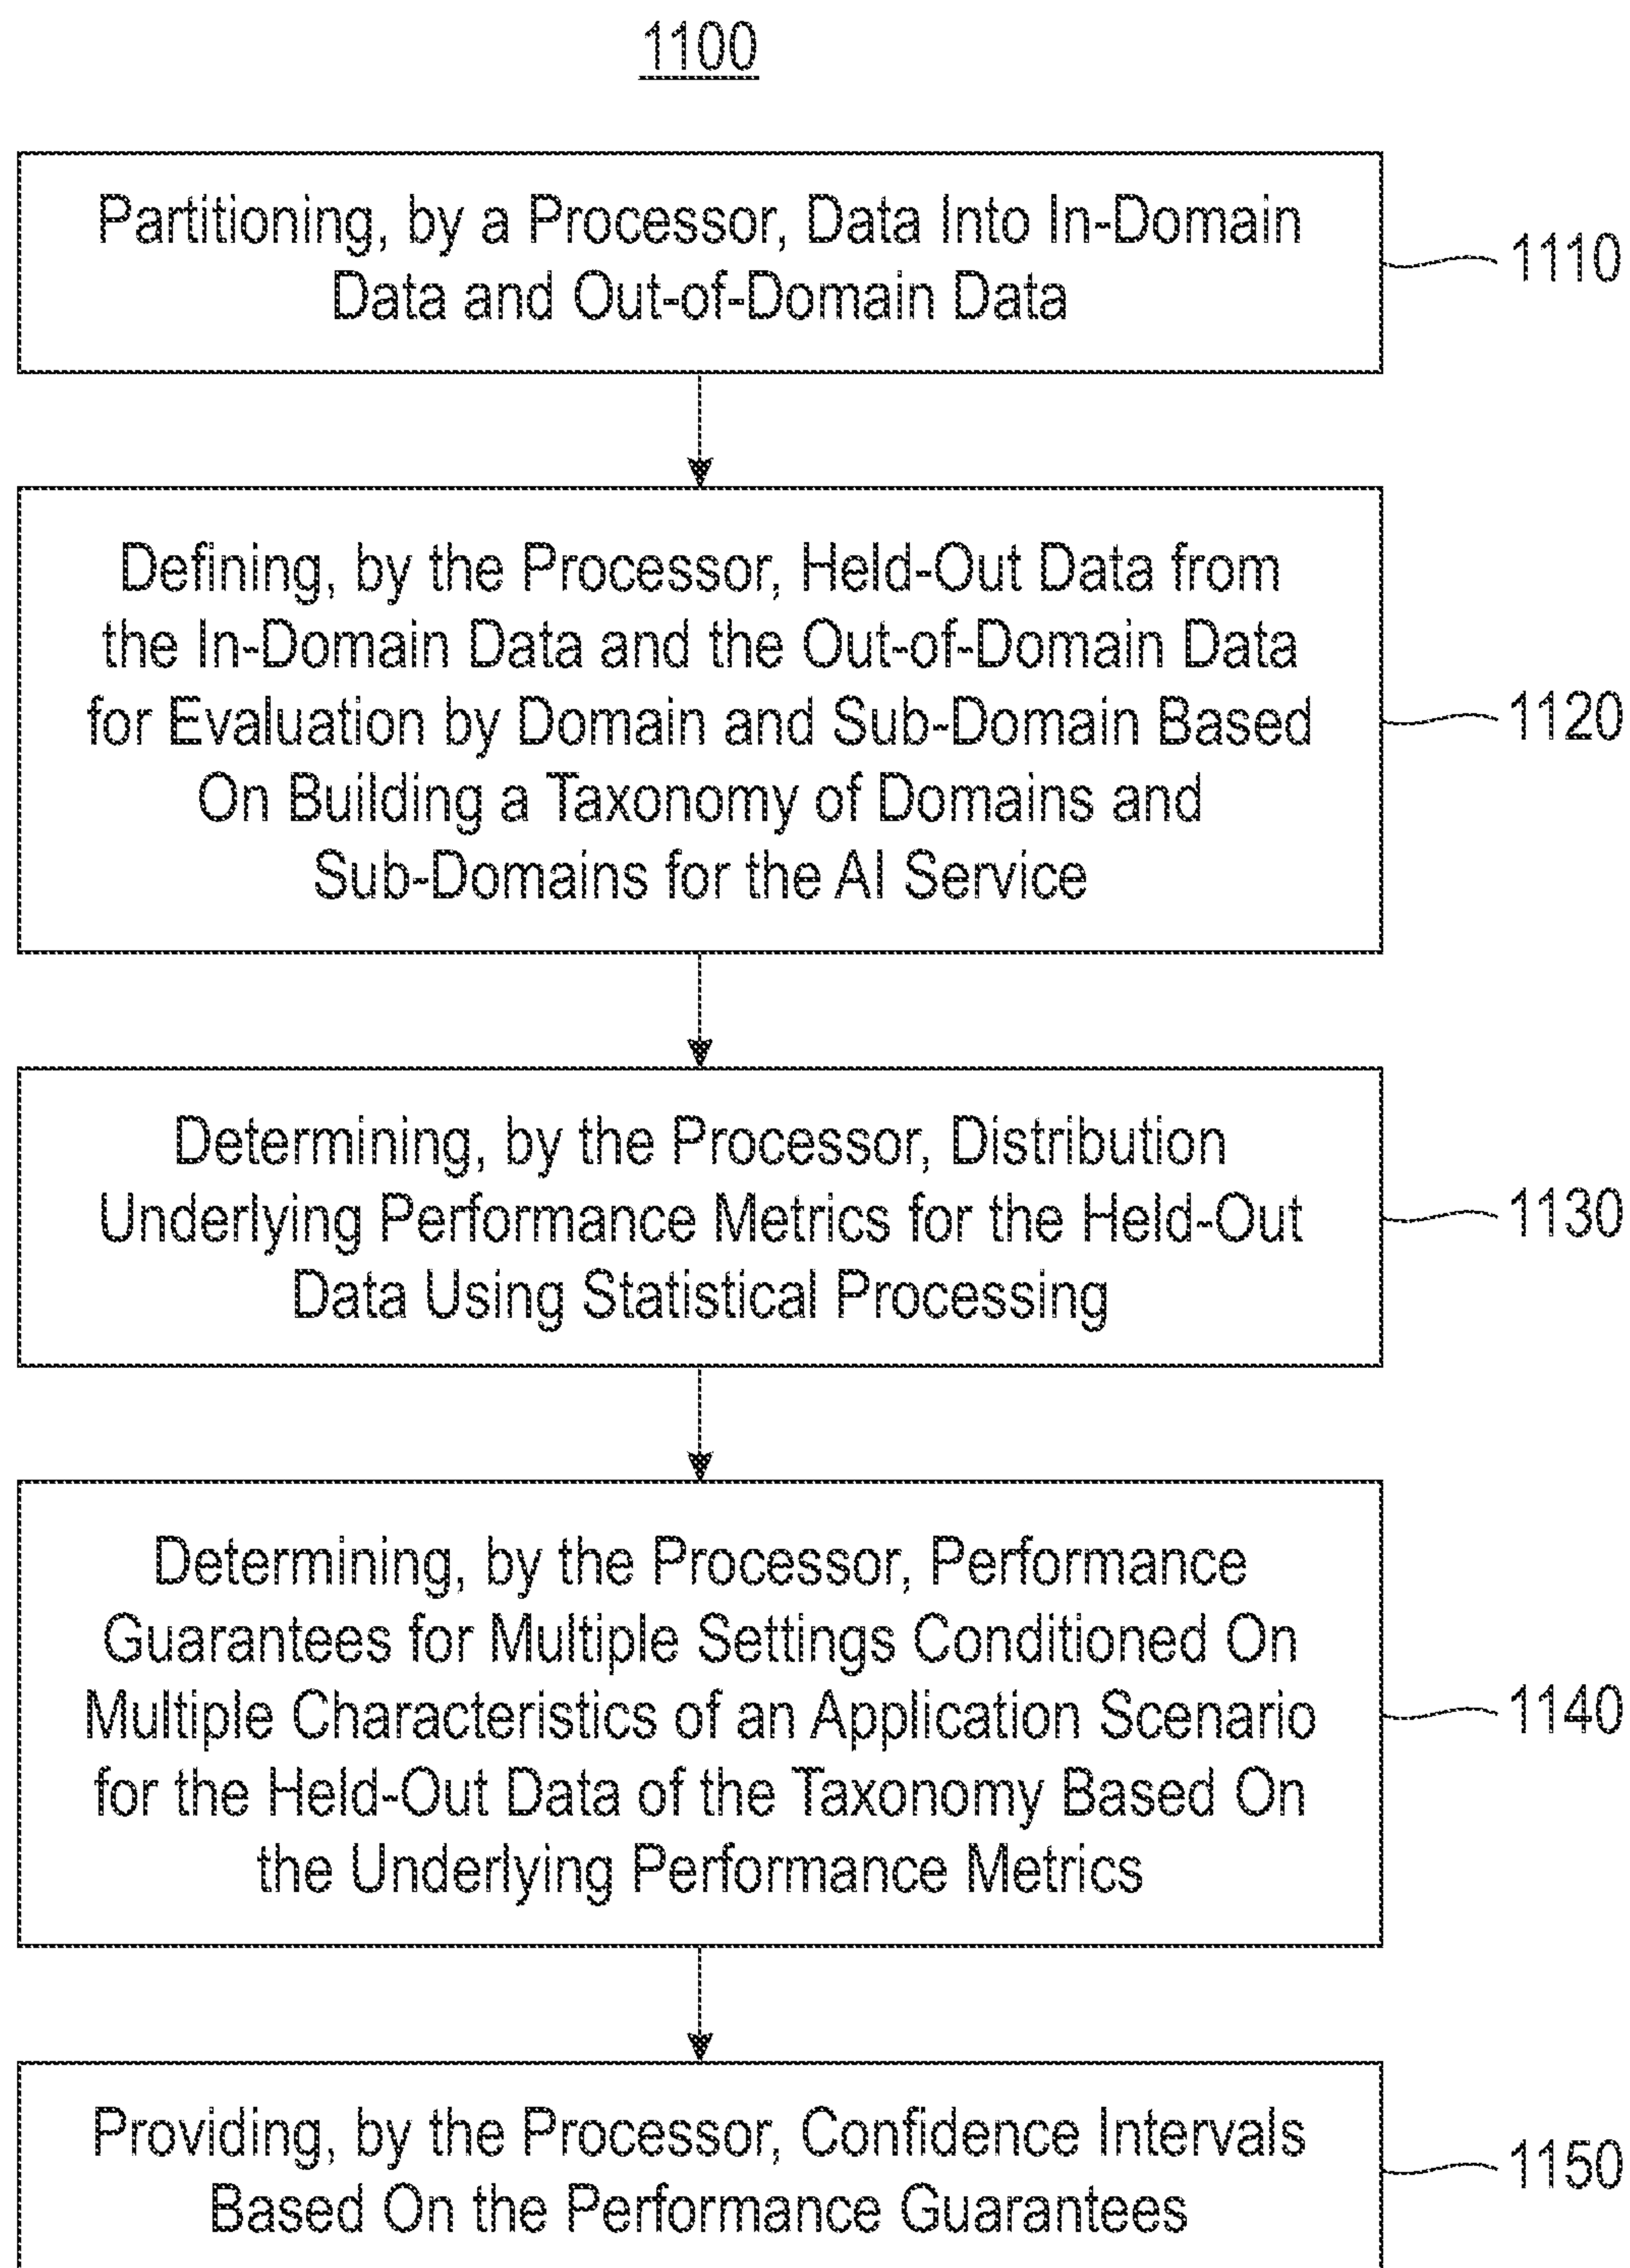 1100
Partitioning, by a Processor, Data Into In-Domain
Data and Out-of-Domain Data
1110
Defining, by the Processor, Held-Out Data from
the In-Domain Data and the Out-of-Domain Data
for Evaluation by Domain and Sub-Domain Based
On Building a Taxonomy of Domains and
Sub-Domains for the AI Service
1120
Determining, by the Processor, Distribution
Underlying Performance Metrics for the Held-Out
Data Using Statistical Processing
1130
Determining, by the Processor, Performance
Guarantees for Multiple Settings Conditioned On
Multiple Characteristics of an Application Scenario
for the Held-Out Data of the Taxonomy Based On
the Underlying Performance Metrics
1140
Providing, by the Processor, Confidence Intervals
Based On the Performance Guarantees
1150